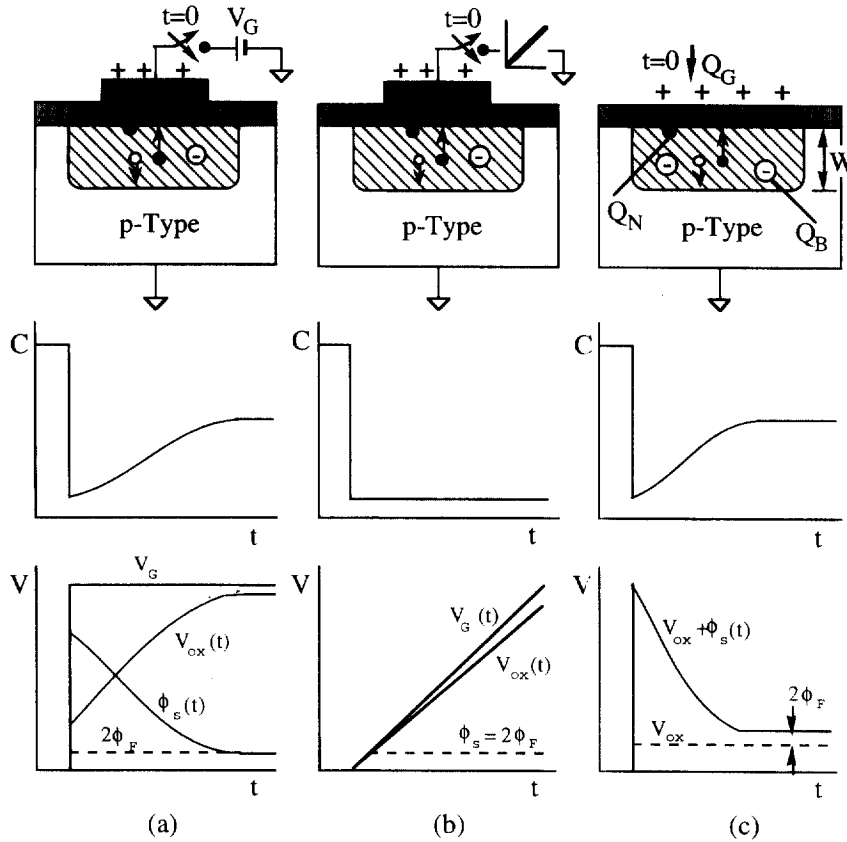 t=0 V_G
t=0
t=0 Q_G
+ + +
+ + +
+ + + +
-
-
- -
W
p-Type
p-Type
Q_N p-Type Q_B
C
C
C
t
t
t
V
V_G
V_ox(t)
ϕ_s(t)
2ϕ_F
t
V
V_G(t)
V_ox(t)
ϕ_s = 2ϕ_F
t
V
V_ox+ϕ_s(t)
2ϕ_F
V_ox
t
(a)
(b)
(c)